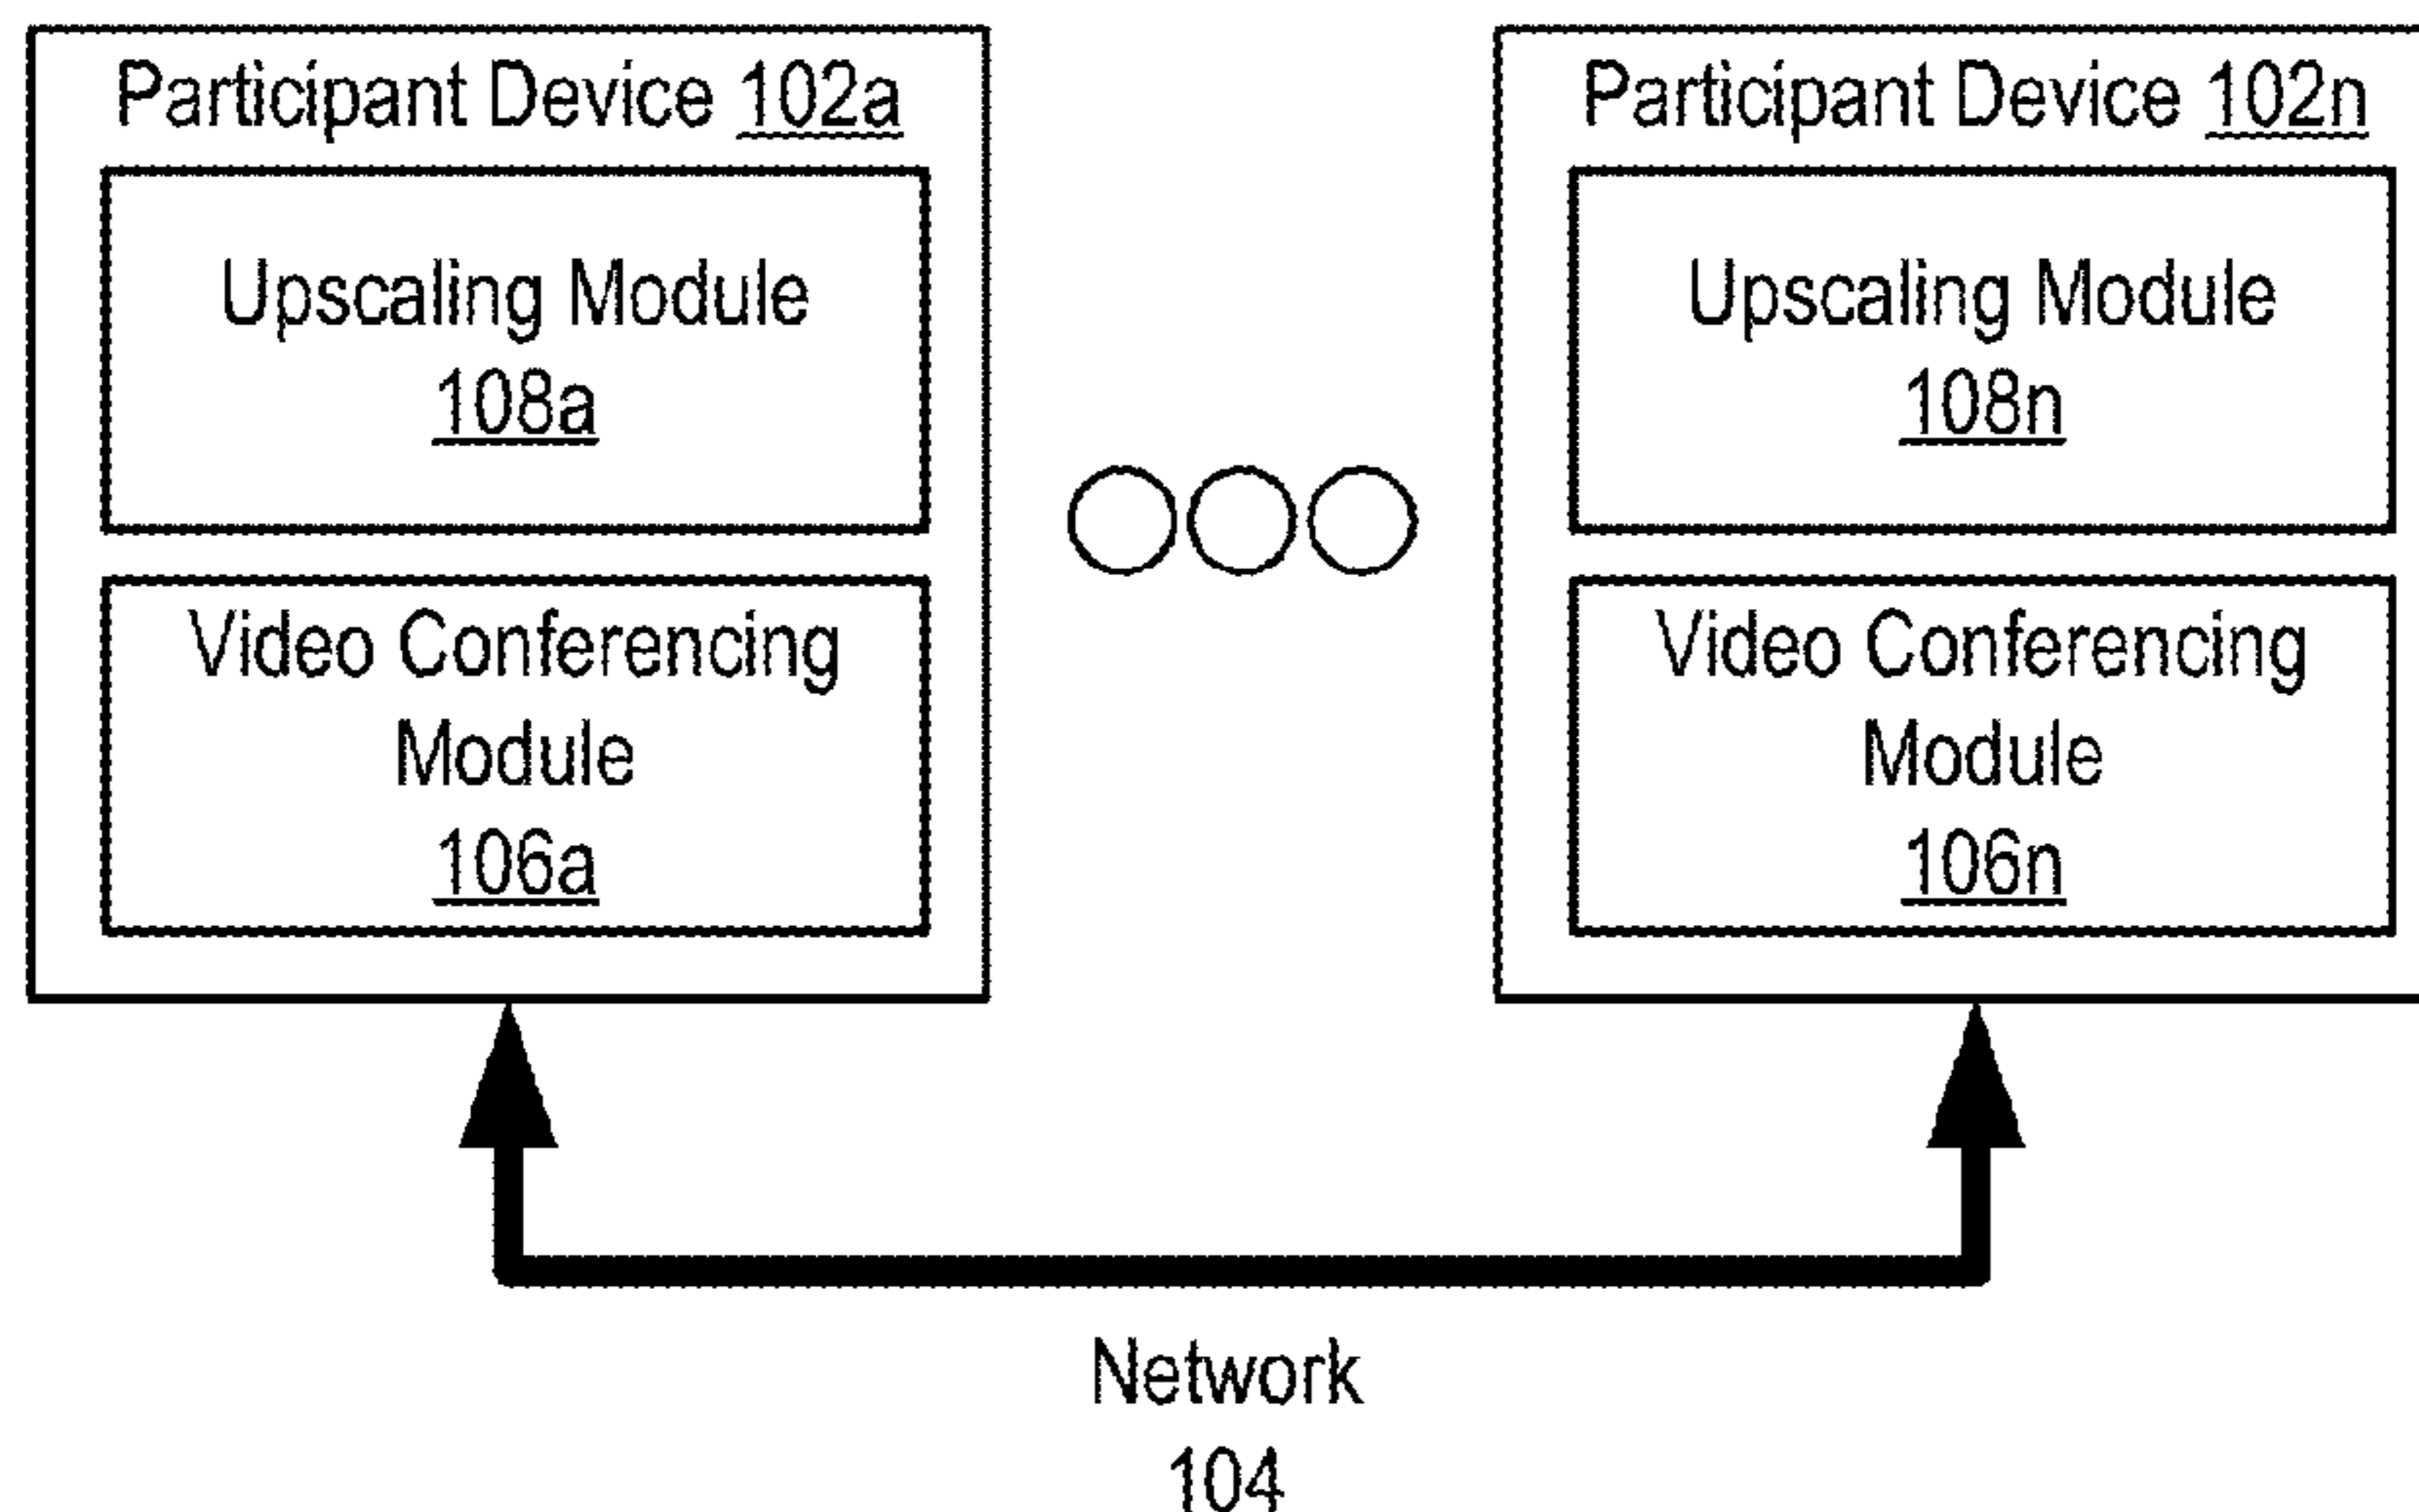 Participant Device 102a
Upscaling Module
108a
Video Conferencing
Module
106a
Participant Device 102n
Upscaling Module
108n
Video Conferencing
Module
106n
Network
104